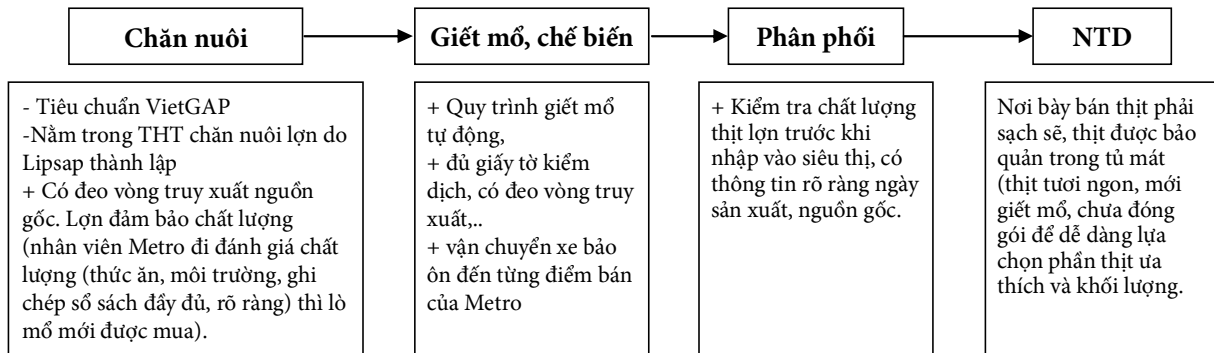 Chăn nuôi
Giết mổ, chế biến
Phân phối
NTD
- Tiêu chuẩn VietGAP
-Nằm trong THT chăn nuôi lợn do
Lipsap thành lập
+ Có đeo vòng truy xuất nguồn
gốc. Lợn đảm bảo chất lượng
(nhân viên Metro đi đánh giá chất
lượng (thức ăn, môi trường, ghi
chép sổ sách đầy đủ, rõ ràng) thì lò
mổ mới được mua).
+ Quy trình giết mổ
tự động,
+ đủ giấy tờ kiểm
dịch, có đeo vòng truy
xuất,..
+ vận chuyển xe bảo
ôn đến từng điểm bán
của Metro
+ Kiểm tra chất lượng
thịt lợn trước khi
nhập vào siêu thị, có
thông tin rõ ràng ngày
sản xuất, nguồn gốc.
Nơi bày bán thịt phải
sạch sẽ, thịt được bảo
quản trong tủ mát
(thịt tươi ngon, mới
giết mổ, chưa đóng
gói để dễ dàng lựa
chọn phần thịt ưa
thích và khối lượng.